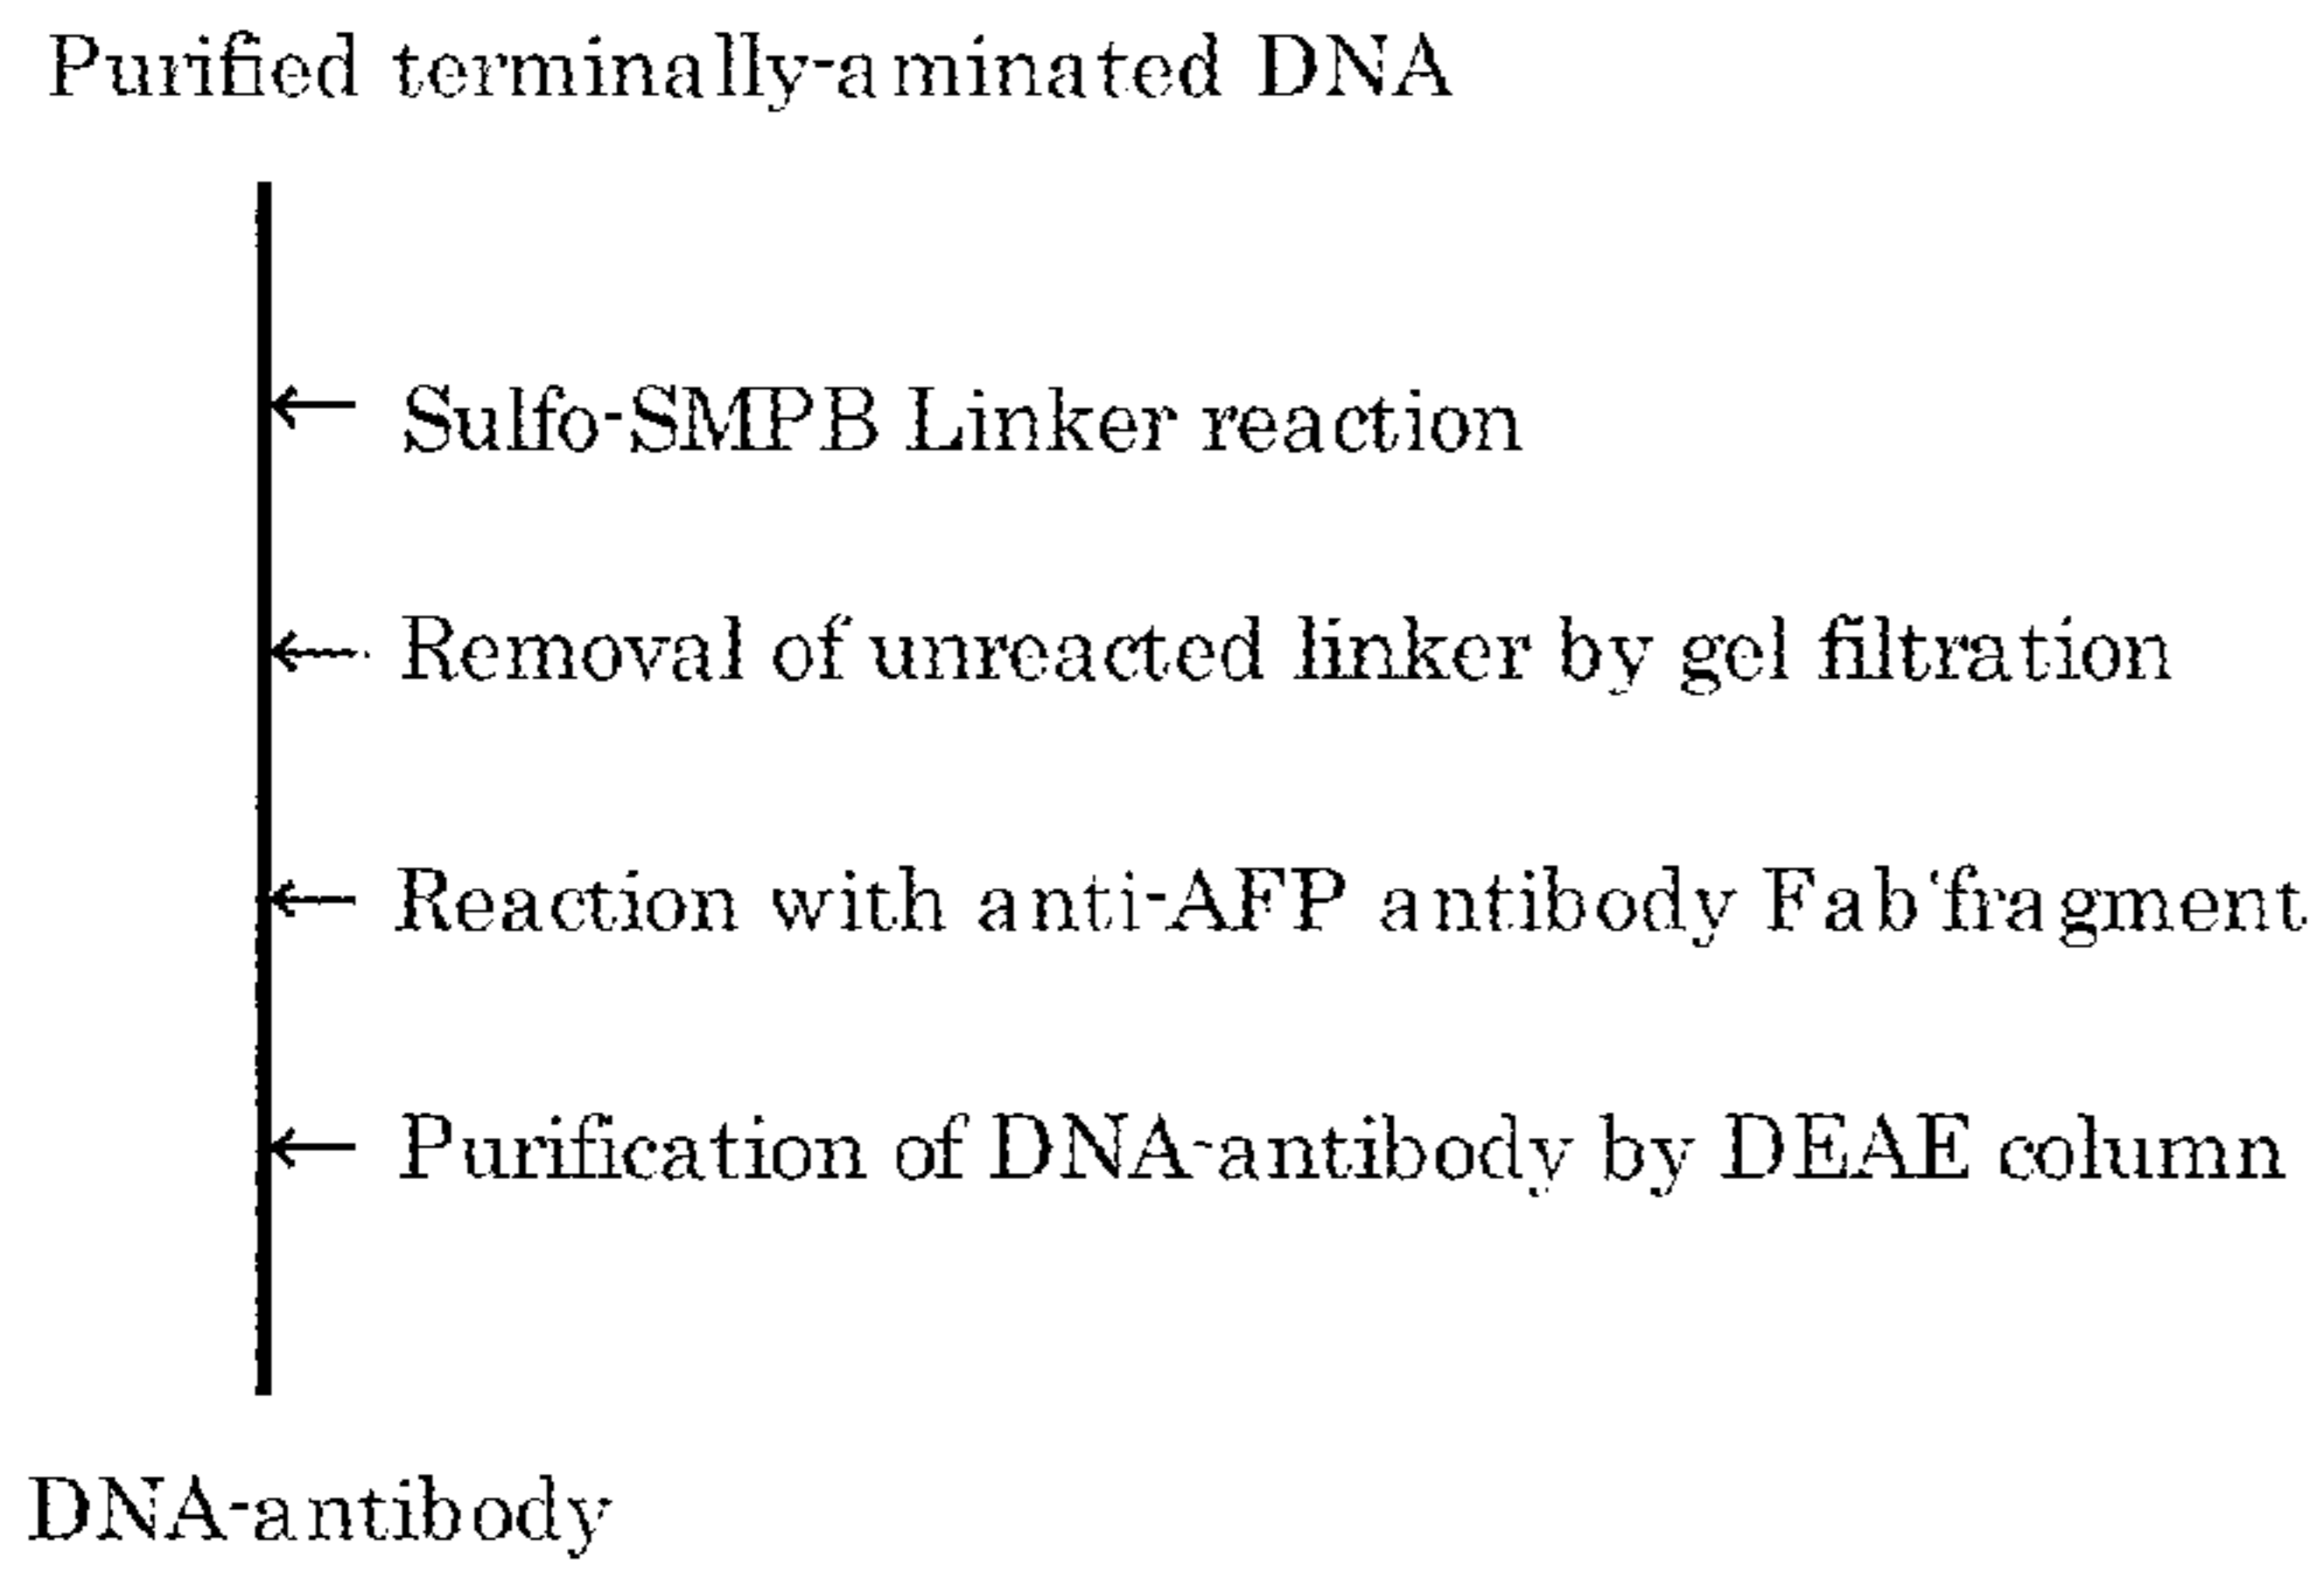 Purified terminally-aminated DNA
Sulfo-SMPB Linker reaction
Removal of unreacted linker by gel filtration
Reaction with anti-AFP antibody Fab'fragment
Purification of DNA-antibody by DEAE column
DNA-antibody